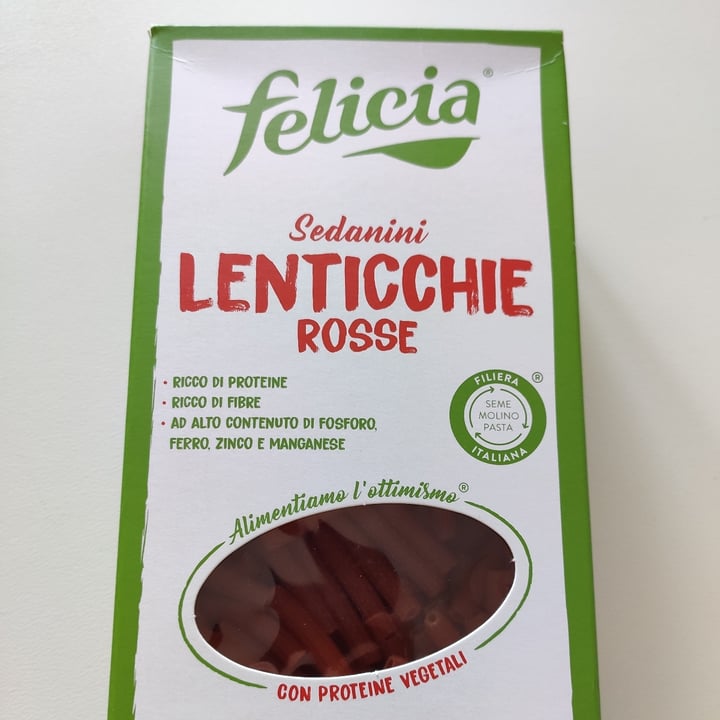 felicia®
Sedanini
LENTICCHIE
ROSSE
• RICCO DI PROTEINE
• RICCO DI FIBRE
• AD ALTO CONTENUTO DI FOSFORO,
FERRO, ZINCO E MANGANESE
FILIERA ®
SEME
MOLINO
PASTA
ITALIANA
Alimentiamo l'ottimismo®
CON PROTEINE VEGETALI